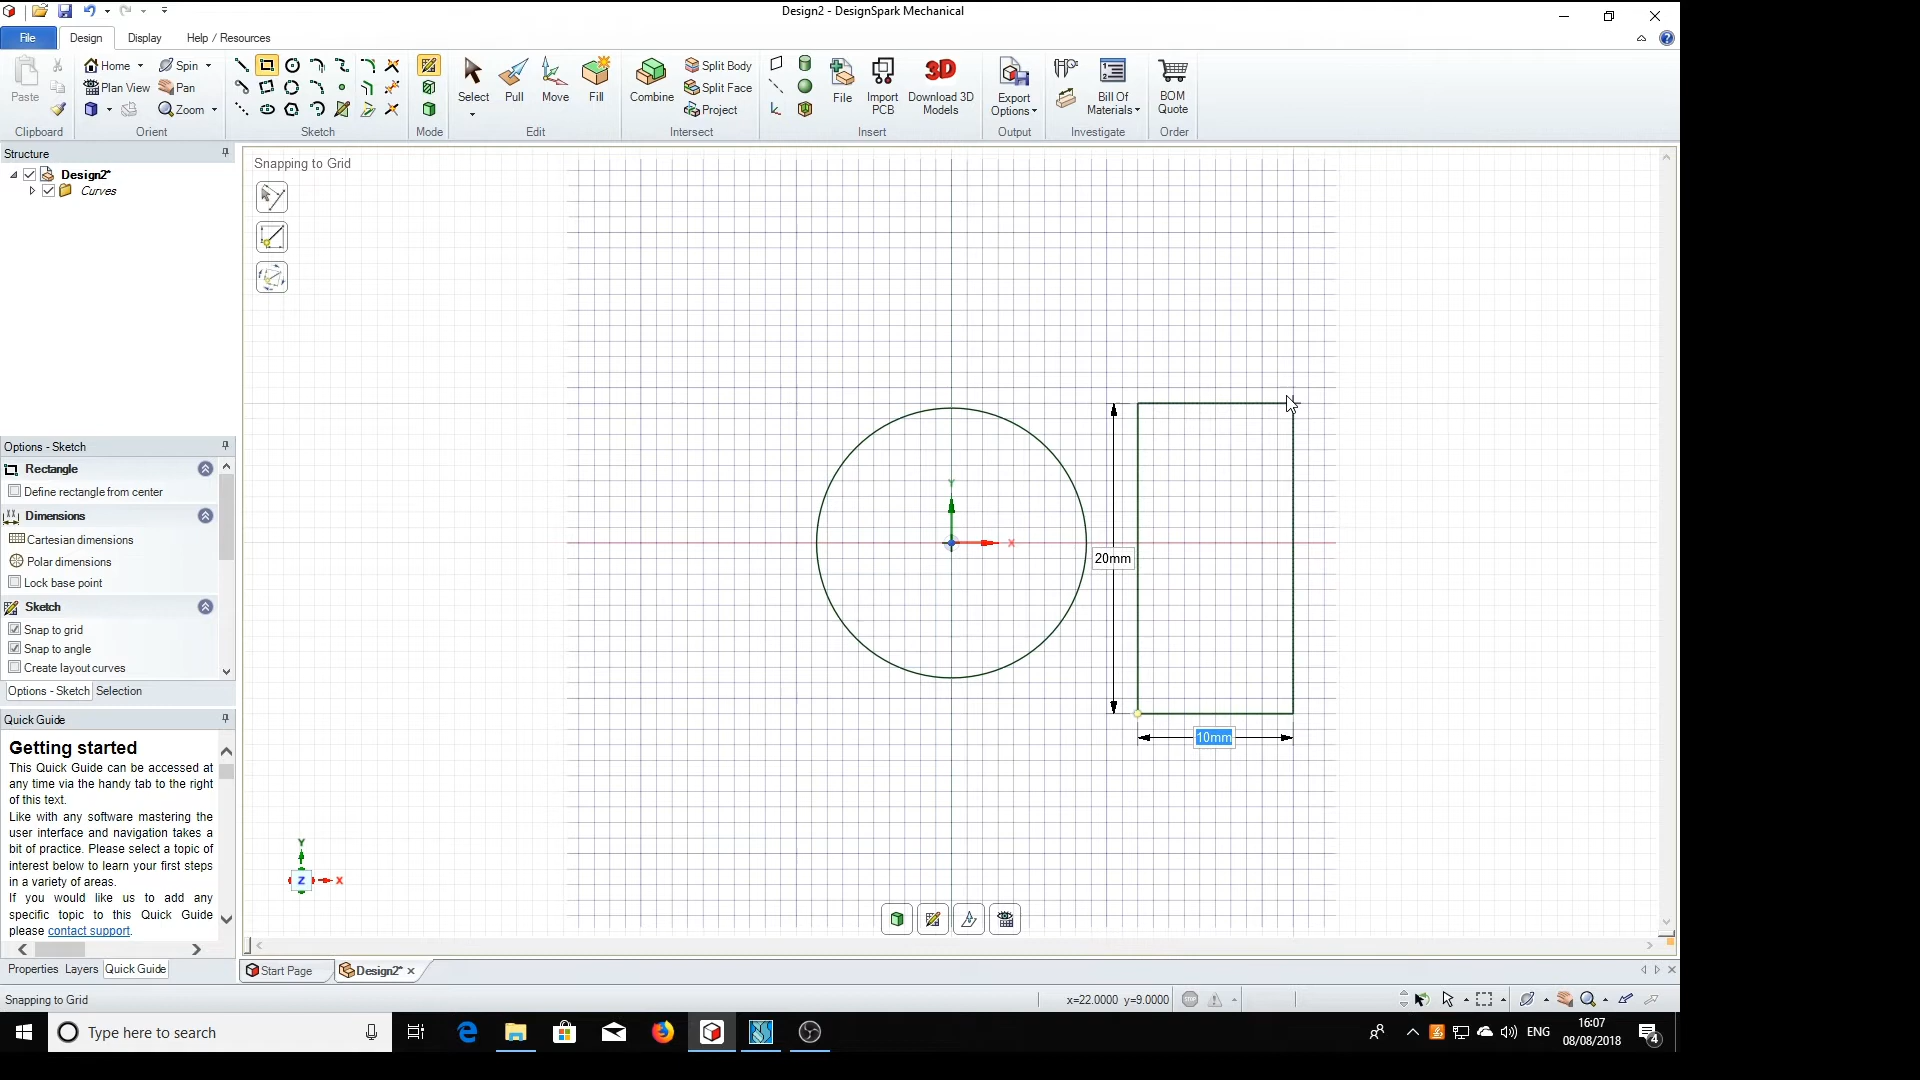 Design2 - DesignSpark Mechanical
File Design Display Help / Resources
Paste
Home Spin
Plan View Pan
Zoom
Select Pull Move Fill
Combine
Split Body
Split Face
Project
File
Import PCB
Download 3D Models
3D
Export Options
Bill Of Materials
BOM Quote
Clipboard Orient Sketch Mode Edit Intersect Insert Output Investigate Order
Structure
Design2*
Curves
Snapping to Grid
Y
X
20mm
10mm
Options - Sketch
Rectangle
Define rectangle from center
Dimensions
Cartesian dimensions
Polar dimensions
Lock base point
Sketch
Snap to grid
Snap to angle
Create layout curves
Options - Sketch Selection
Quick Guide
Getting started
This Quick Guide can be accessed at
any time via the handy tab to the right
of this text.
Like with any software mastering the
user interface and navigation takes a
bit of practice. Please select a topic of
interest below to learn your first steps
in a variety of areas.
If you would like us to add any
specific topic to this Quick Guide
please contact support.
Y
Z X
Properties Layers Quick Guide
Start Page Design2*
Snapping to Grid
x=22.0000 y=9.0000
Type here to search
ENG
16:07
08/08/2018
4